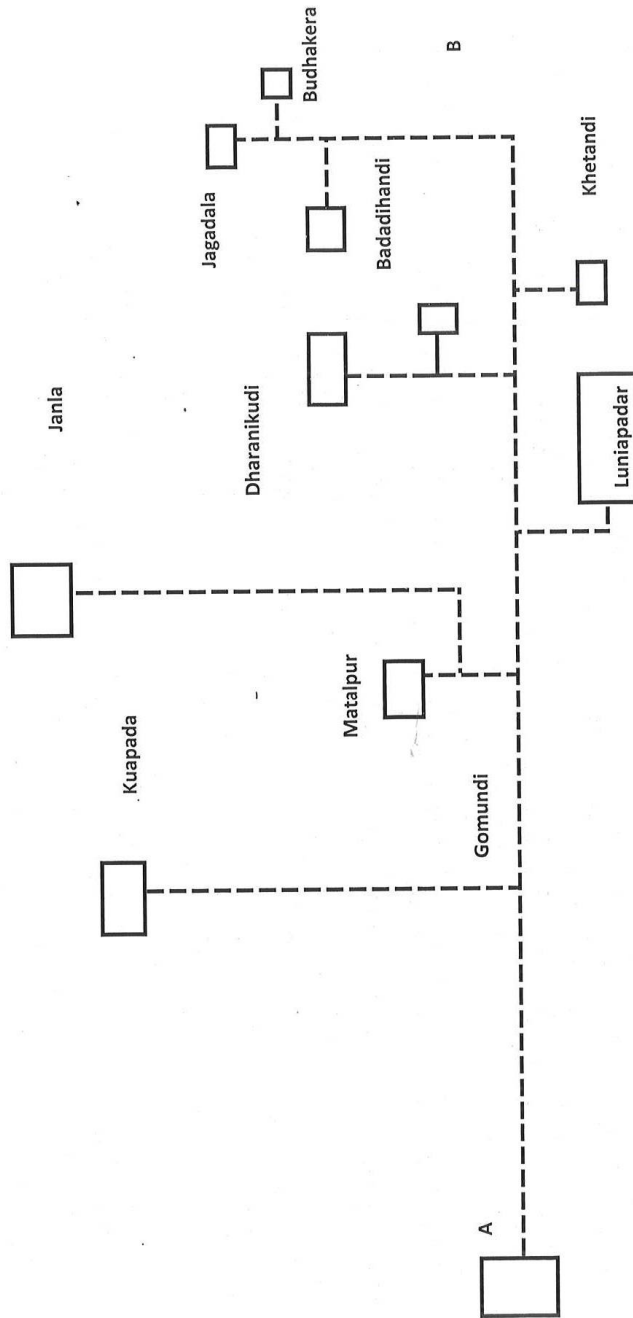 Janla
Kuapada
Jagadala
Dharanikudi
Budhakera
Matalpur
Badadihandi
B
Gomundi
A
Khetandi
Luniapadar